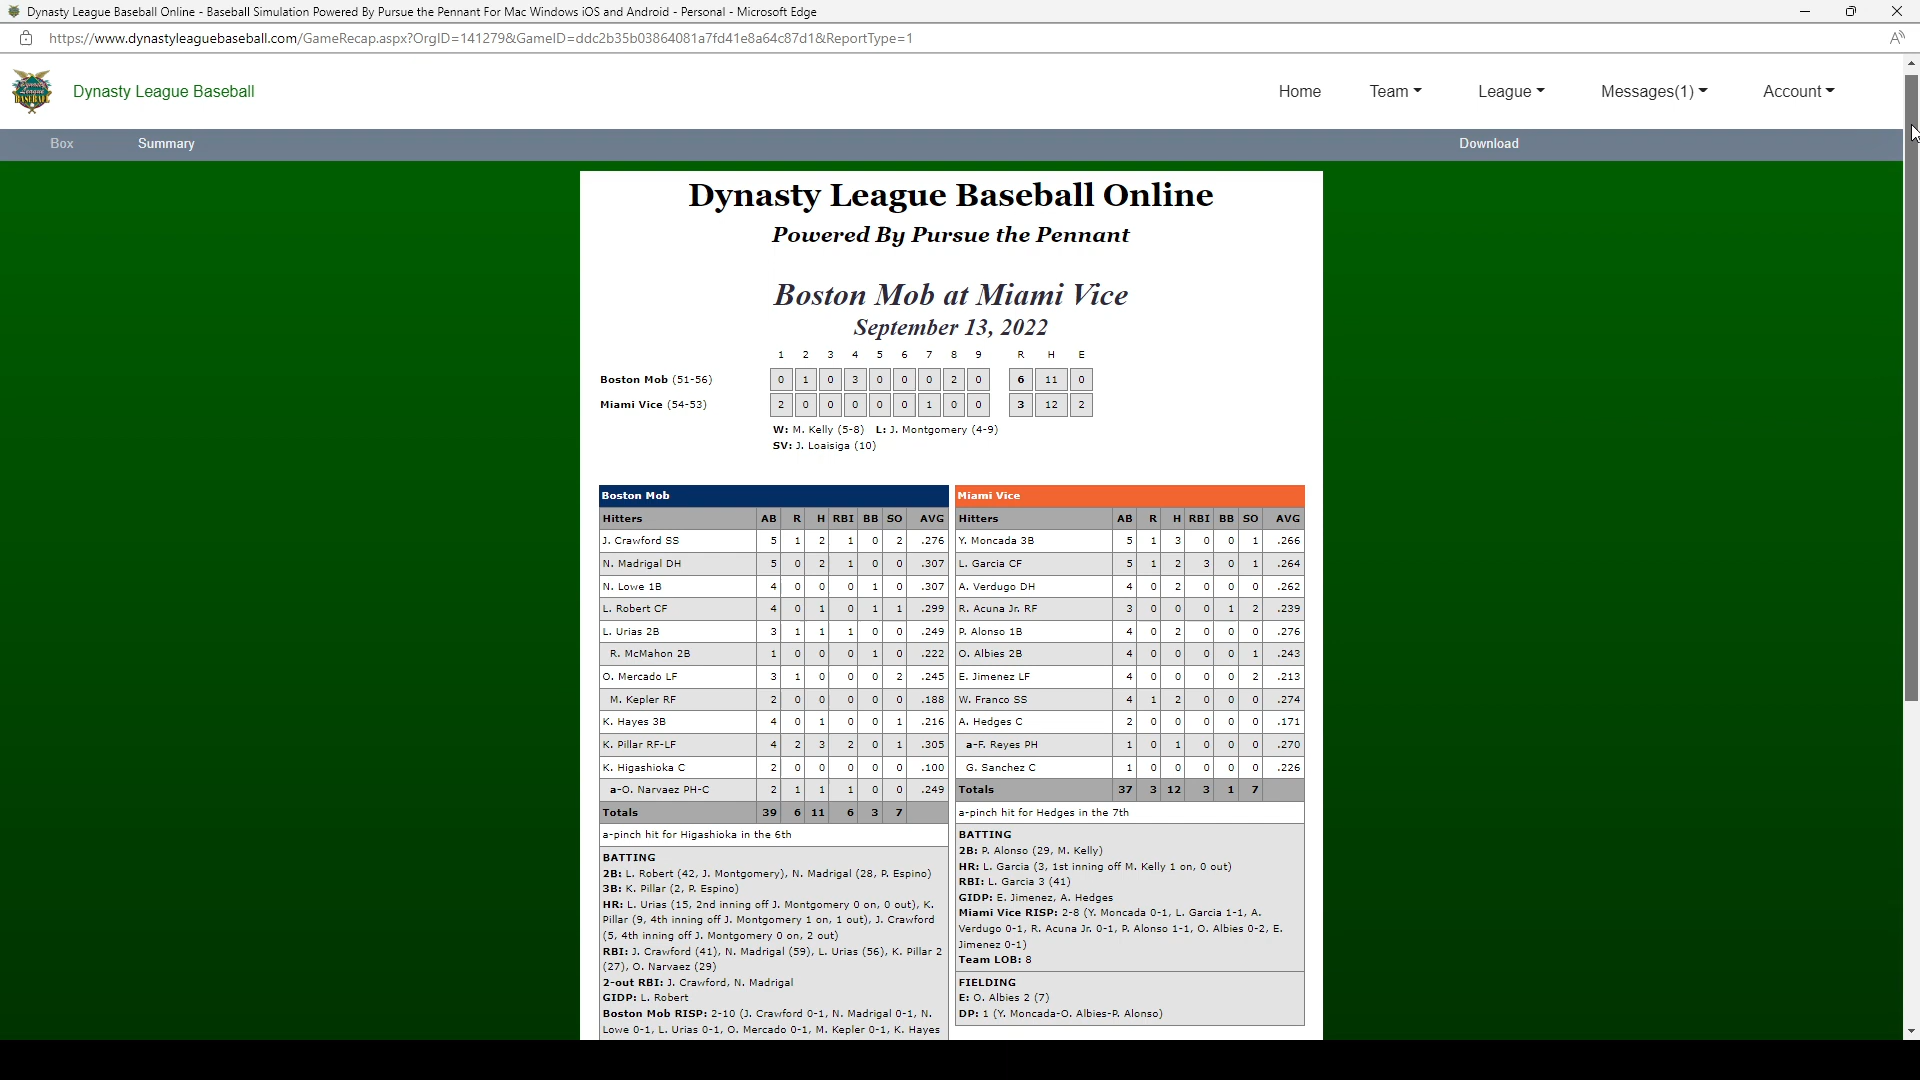 Dynasty League Baseball Online - Baseball Simulation Powered By Pursue the Pennant For Mac Windows iOS and Android - Personal - Microsoft Edge
https://www.dynastyleaguebaseball.com/GameRecap.aspx?OrgID=141279&GameID=ddc2b35b03864081a7fd41e8a64c87d1&ReportType=1
Dynasty League Baseball Home Team League Messages(1) Account
Box Summary Download
Dynasty League Baseball Online
Powered By Pursue the Pennant
Boston Mob at Miami Vice
September 13, 2022
1 2 3 4 5 6 7 8 9 R H E
Boston Mob (51-56) 0 1 0 3 0 0 0 2 0 6 11 0
Miami Vice (54-53) 2 0 0 0 0 0 1 0 0 3 12 2
W: M. Kelly (5-8) L: J. Montgomery (4-9)
SV: J. Loaisiga (10)
Boston Mob
Hitters AB R H RBI BB SO AVG
J. Crawford SS 5 1 2 1 0 2 .276
N. Madrigal DH 5 0 2 1 0 0 .307
N. Lowe 1B 4 0 0 0 1 0 .307
L. Robert CF 4 0 1 0 1 1 .299
L. Urias 2B 3 1 1 1 0 0 .249
R. McMahon 2B 1 0 0 0 1 0 .222
O. Mercado LF 3 1 0 0 0 2 .245
M. Kepler RF 2 0 0 0 0 0 .188
K. Hayes 3B 4 0 1 0 0 1 .216
K. Pillar RF-LF 4 2 3 2 0 1 .305
K. Higashioka C 2 0 0 0 0 0 .100
a-O. Narvaez PH-C 2 1 1 1 0 0 .249
Totals 39 6 11 6 3 7
a-pinch hit for Higashioka in the 6th
BATTING
2B: L. Robert (42, J. Montgomery), N. Madrigal (28, P. Espino)
3B: K. Pillar (2, P. Espino)
HR: L. Urias (15, 2nd inning off J. Montgomery 0 on, 0 out), K.
Pillar (9, 4th inning off J. Montgomery 1 on, 1 out), J. Crawford
(5, 4th inning off J. Montgomery 0 on, 2 out)
RBI: J. Crawford (41), N. Madrigal (59), L. Urias (56), K. Pillar 2
(27), O. Narvaez (29)
2-out RBI: J. Crawford, N. Madrigal
GIDP: L. Robert
Boston Mob RISP: 2-10 (J. Crawford 0-1, N. Madrigal 0-1, N.
Lowe 0-1, L. Urias 0-1, O. Mercado 0-1, M. Kepler 0-1, K. Hayes
Miami Vice
Hitters AB R H RBI BB SO AVG
Y. Moncada 3B 5 1 3 0 0 1 .266
L. Garcia CF 5 1 2 3 0 1 .264
A. Verdugo DH 4 0 2 0 0 0 .262
R. Acuna Jr. RF 3 0 0 0 1 2 .239
P. Alonso 1B 4 0 2 0 0 0 .276
O. Albies 2B 4 0 0 0 0 1 .243
E. Jimenez LF 4 0 0 0 0 2 .213
W. Franco SS 4 1 2 0 0 0 .274
A. Hedges C 2 0 0 0 0 0 .171
a-F. Reyes PH 1 0 1 0 0 0 .270
G. Sanchez C 1 0 0 0 0 0 .226
Totals 37 3 12 3 1 7
a-pinch hit for Hedges in the 7th
BATTING
2B: P. Alonso (29, M. Kelly)
HR: L. Garcia (3, 1st inning off M. Kelly 1 on, 0 out)
RBI: L. Garcia 3 (41)
GIDP: E. Jimenez, A. Hedges
Miami Vice RISP: 2-8 (Y. Moncada 0-1, L. Garcia 1-1, A.
Verdugo 0-1, R. Acuna Jr. 0-1, P. Alonso 1-1, O. Albies 0-2, E.
Jimenez 0-1)
Team LOB: 8
FIELDING
E: O. Albies 2 (7)
DP: 1 (Y. Moncada-O. Albies-P. Alonso)